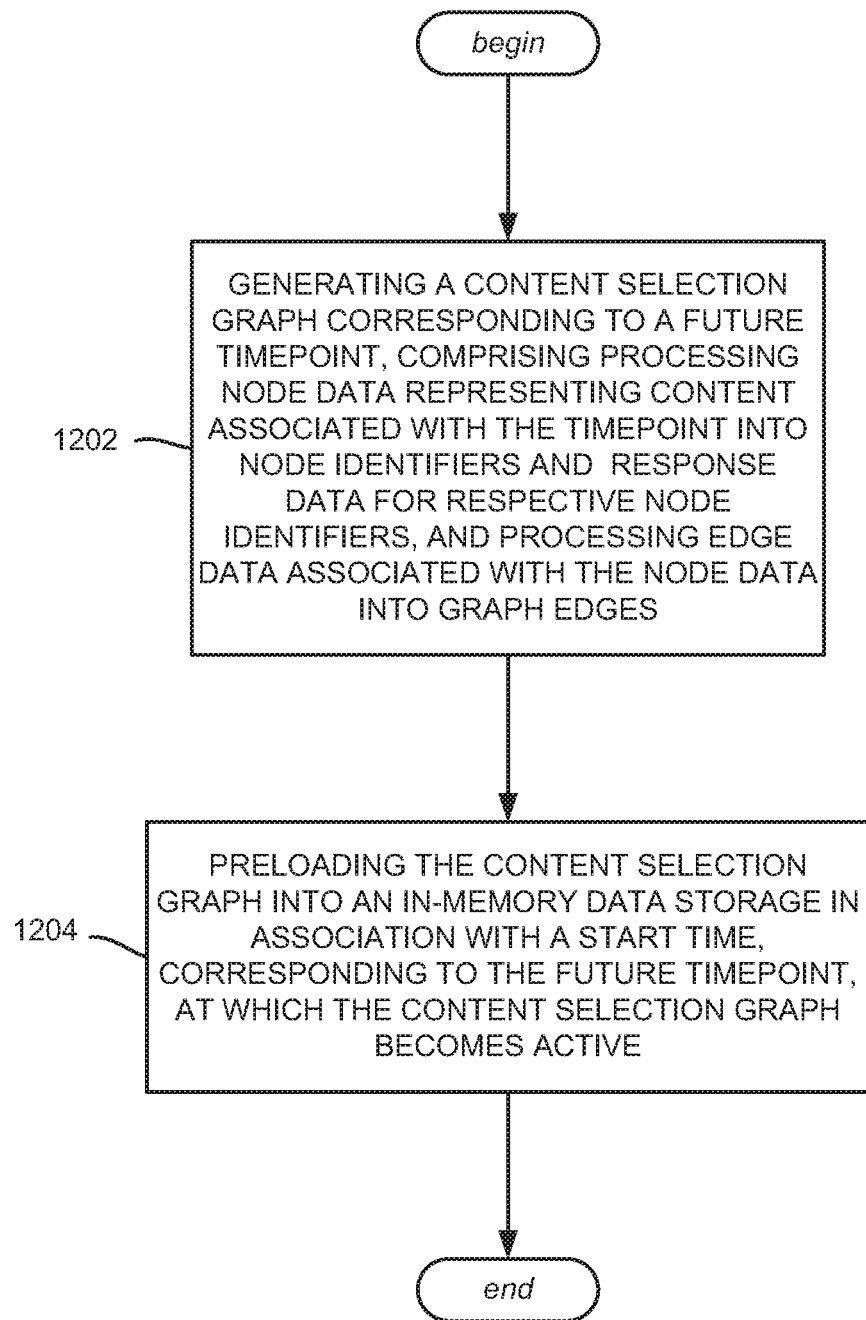 begin
GENERATING A CONTENT SELECTION
GRAPH CORRESPONDING TO A FUTURE
TIMEPOINT, COMPRISING PROCESSING
NODE DATA REPRESENTING CONTENT
ASSOCIATED WITH THE TIMEPOINT INTO
NODE IDENTIFIERS AND RESPONSE
DATA FOR RESPECTIVE NODE
IDENTIFIERS, AND PROCESSING EDGE
DATA ASSOCIATED WITH THE NODE DATA
INTO GRAPH EDGES
1202
PRELOADING THE CONTENT SELECTION
GRAPH INTO AN IN-MEMORY DATA STORAGE IN
ASSOCIATION WITH A START TIME,
CORRESPONDING TO THE FUTURE TIMEPOINT,
AT WHICH THE CONTENT SELECTION GRAPH
BECOMES ACTIVE
1204
end